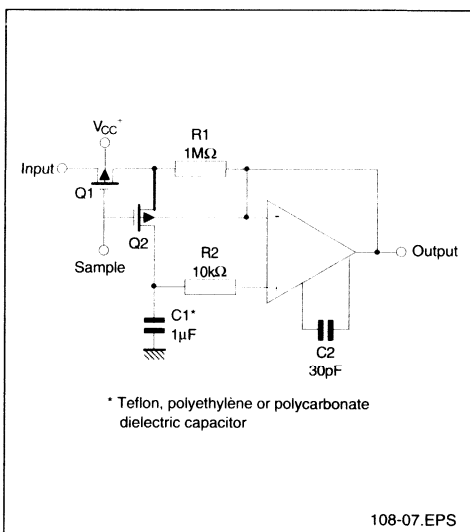 VCC+
R1
1MΩ
Input
Q1
Q2
-
Output
R2
10kΩ
Sample
C1*
1µF
C2
30pF
* Teflon, polyethylène or polycarbonate
dielectric capacitor
108-07.EPS